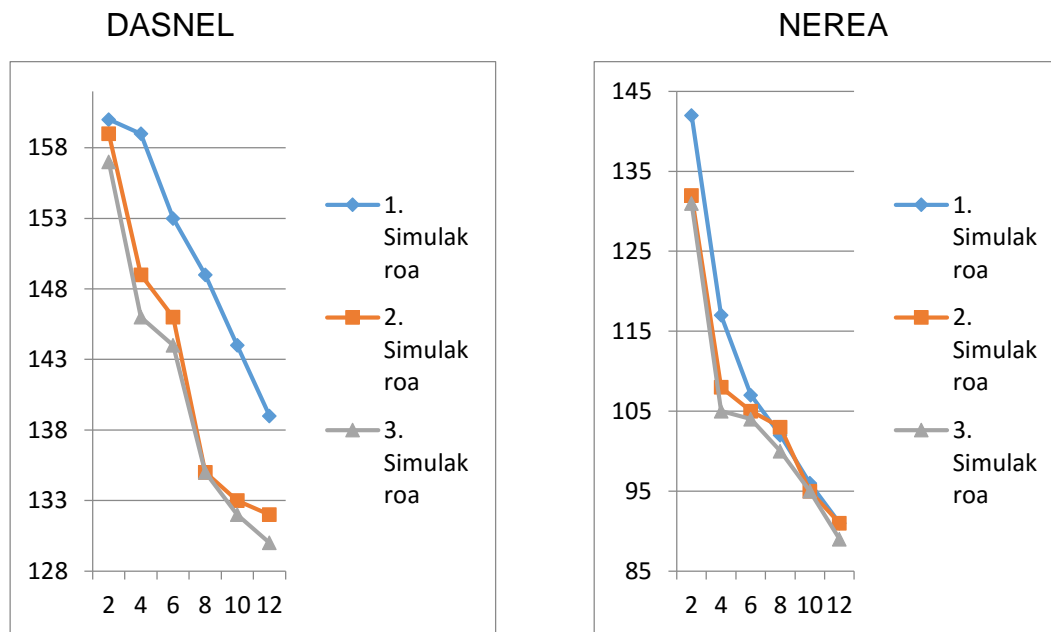 DASNEL
158
153
148
143
138
133
128
2 4 6 8 10 12
1.
Simulak
roa
2.
Simulak
roa
3.
Simulak
roa
NEREA
145
135
125
115
105
95
85
2 4 6 8 10 12
1.
Simulak
roa
2.
Simulak
roa
3.
Simulak
roa